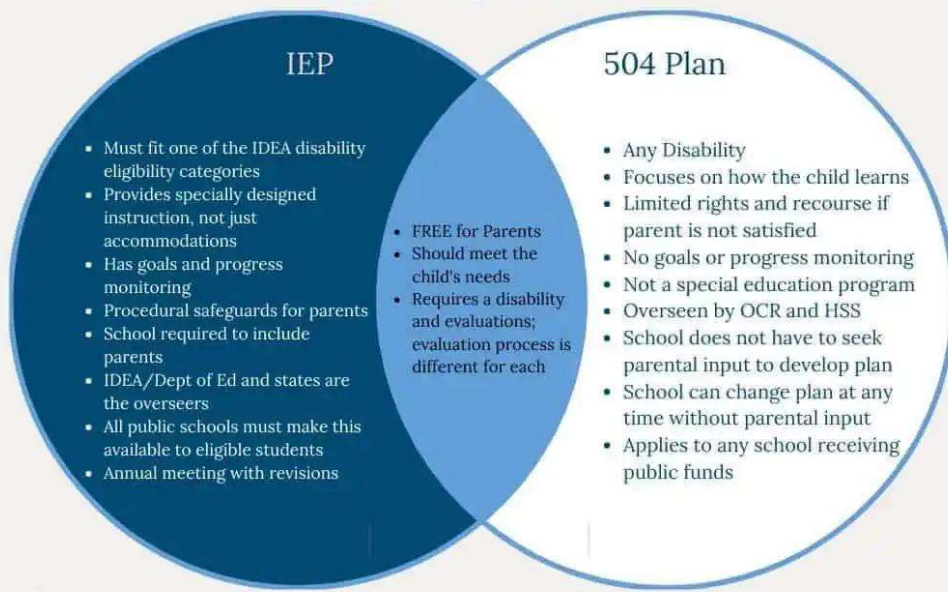 IEP
• Must fit one of the IDEA disability
eligibility categories
• Provides specially designed
instruction, not just
accommodations
• Has goals and progress
monitoring
• Procedural safeguards for parents
• School required to include
parents
• IDEA/Dept of Ed and states are
the overseers
• All public schools must make this
available to eligible students
• Annual meeting with revisions
• FREE for Parents
• Should meet the
child's needs
• Requires a disability
and evaluations;
evaluation process is
different for each
504 Plan
• Any Disability
• Focuses on how the child learns
• Limited rights and recourse if
parent is not satisfied
• No goals or progress monitoring
• Not a special education program
• Overseen by OCR and HSS
• School does not have to seek
parental input to develop plan
• School can change plan at any
time without parental input
• Applies to any school receiving
public funds